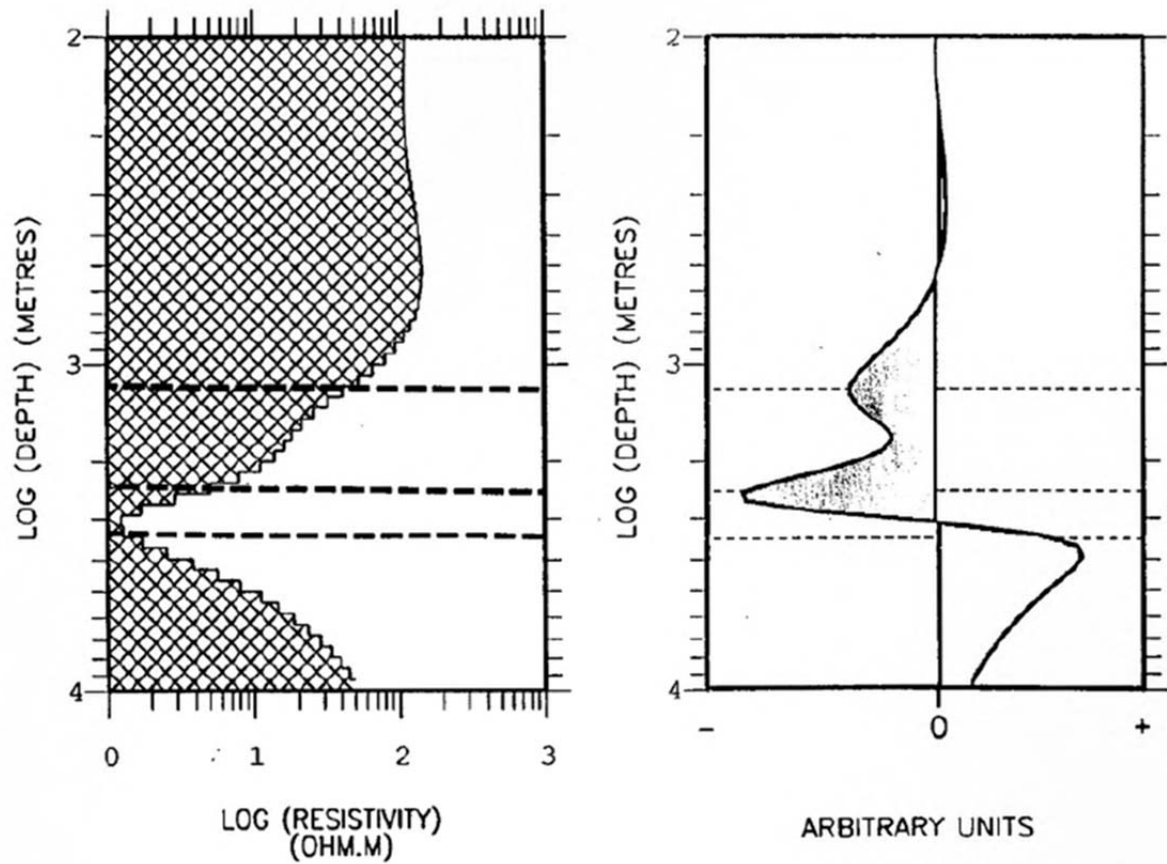 2
3
4
LOG (DEPTH) (METRES)
0 1 2 3
LOG (RESISTIVITY)
(OHM.M)
2
3
4
LOG (DEPTH) (METRES)
- 0 +
ARBITRARY UNITS